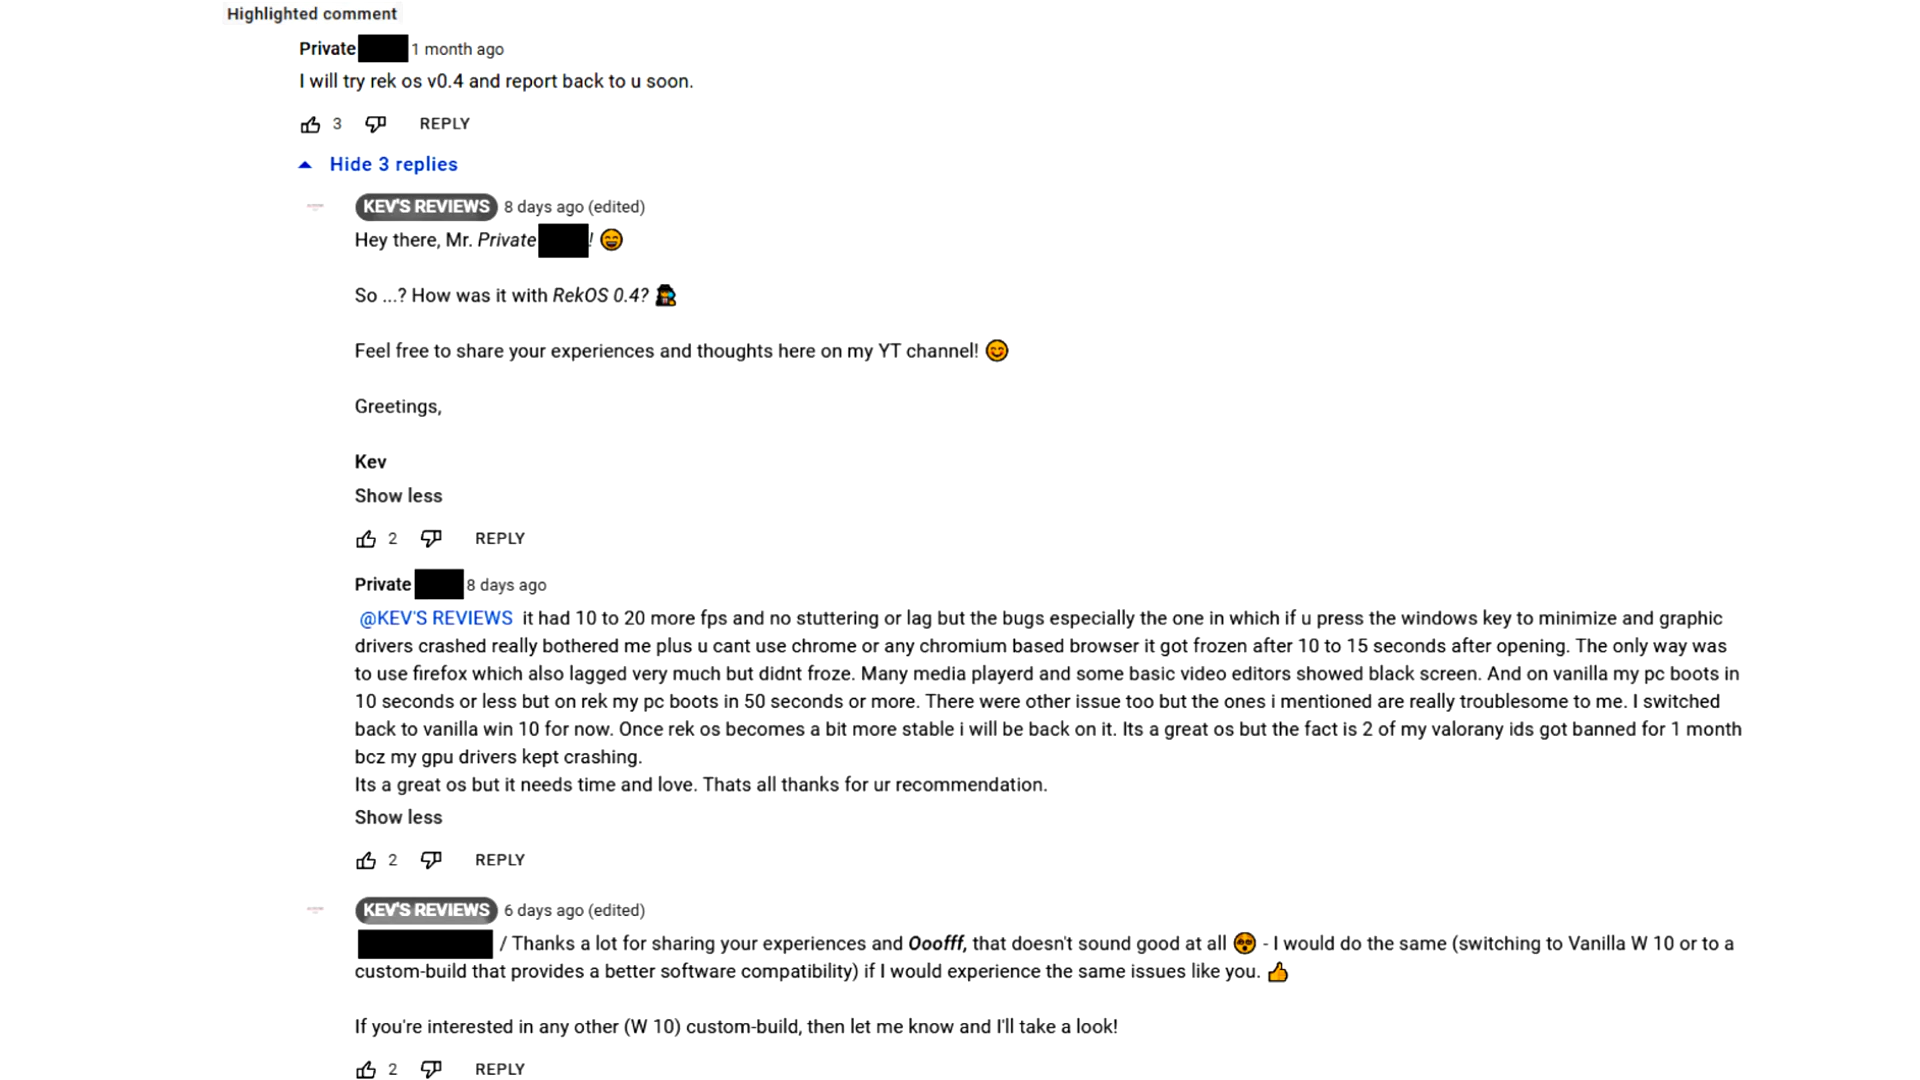 Highlighted comment
Private 1 month ago
I will try rek os v0.4 and report back to u soon.
3 REPLY
Hide 3 replies
KEV'S REVIEWS 8 days ago (edited)
Hey there, Mr. Private ! 😄
So ...? How was it with RekOS 0.4?
Feel free to share your experiences and thoughts here on my YT channel! 😊
Greetings,
Kev
Show less
2 REPLY
Private 8 days ago
@KEV'S REVIEWS it had 10 to 20 more fps and no stuttering or lag but the bugs especially the one in which if u press the windows key to minimize and graphic
drivers crashed really bothered me plus u cant use chrome or any chromium based browser it got frozen after 10 to 15 seconds after opening. The only way was
to use firefox which also lagged very much but didnt froze. Many media playerd and some basic video editors showed black screen. And on vanilla my pc boots in
10 seconds or less but on rek my pc boots in 50 seconds or more. There were other issue too but the ones i mentioned are really troublesome to me. I switched
back to vanilla win 10 for now. Once rek os becomes a bit more stable i will be back on it. Its a great os but the fact is 2 of my valorany ids got banned for 1 month
bcz my gpu drivers kept crashing.
Its a great os but it needs time and love. Thats all thanks for ur recommendation.
Show less
2 REPLY
KEV'S REVIEWS 6 days ago (edited)
/ Thanks a lot for sharing your experiences and Ooofff, that doesn't sound good at all - I would do the same (switching to Vanilla W 10 or to a
custom-build that provides a better software compatibility) if I would experience the same issues like you. 👍
If you're interested in any other (W 10) custom-build, then let me know and I'll take a look!
2 REPLY